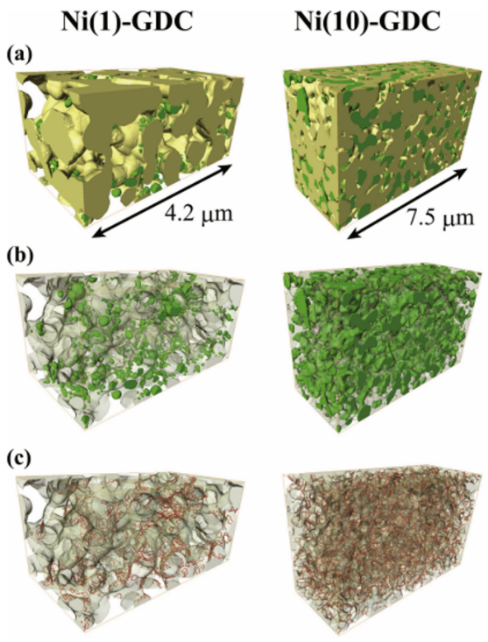 Ni(1)-GDC Ni(10)-GDC
(a)
4.2 μm 7.5 μm
(b)
(c)